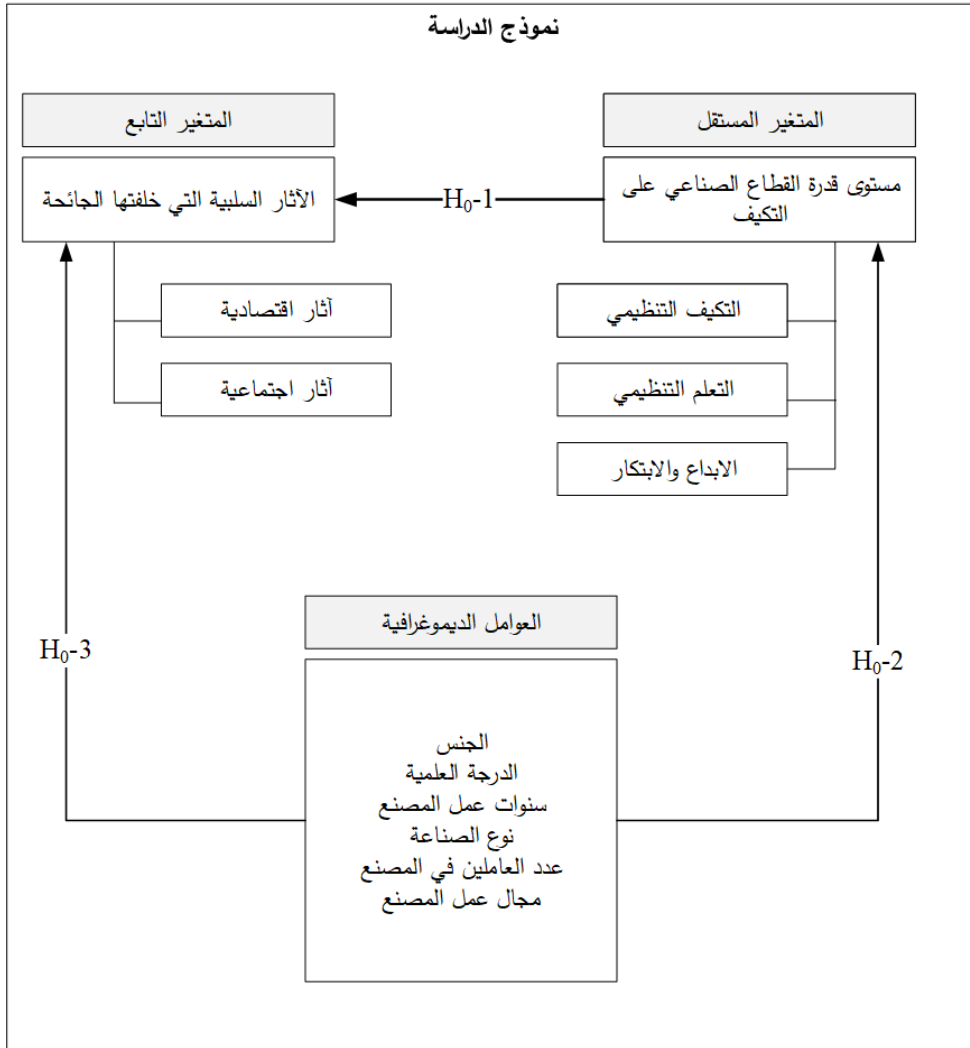 نموذج الدراسة
المتغير المستقل
المتغير التابع
مستوى قدرة القطاع الصناعي على
التكيف
H₀-1
الآثار السلبية التي خلفتها الجائحة
التكيف التنظيمي
التعلم التنظيمي
الابداع والابتكار
آثار اقتصادية
آثار اجتماعية
H₀-2
H₀-3
العوامل الديموغرافية
الجنس
الدرجة العلمية
سنوات عمل المصنع
نوع الصناعة
عدد العاملين في المصنع
مجال عمل المصنع